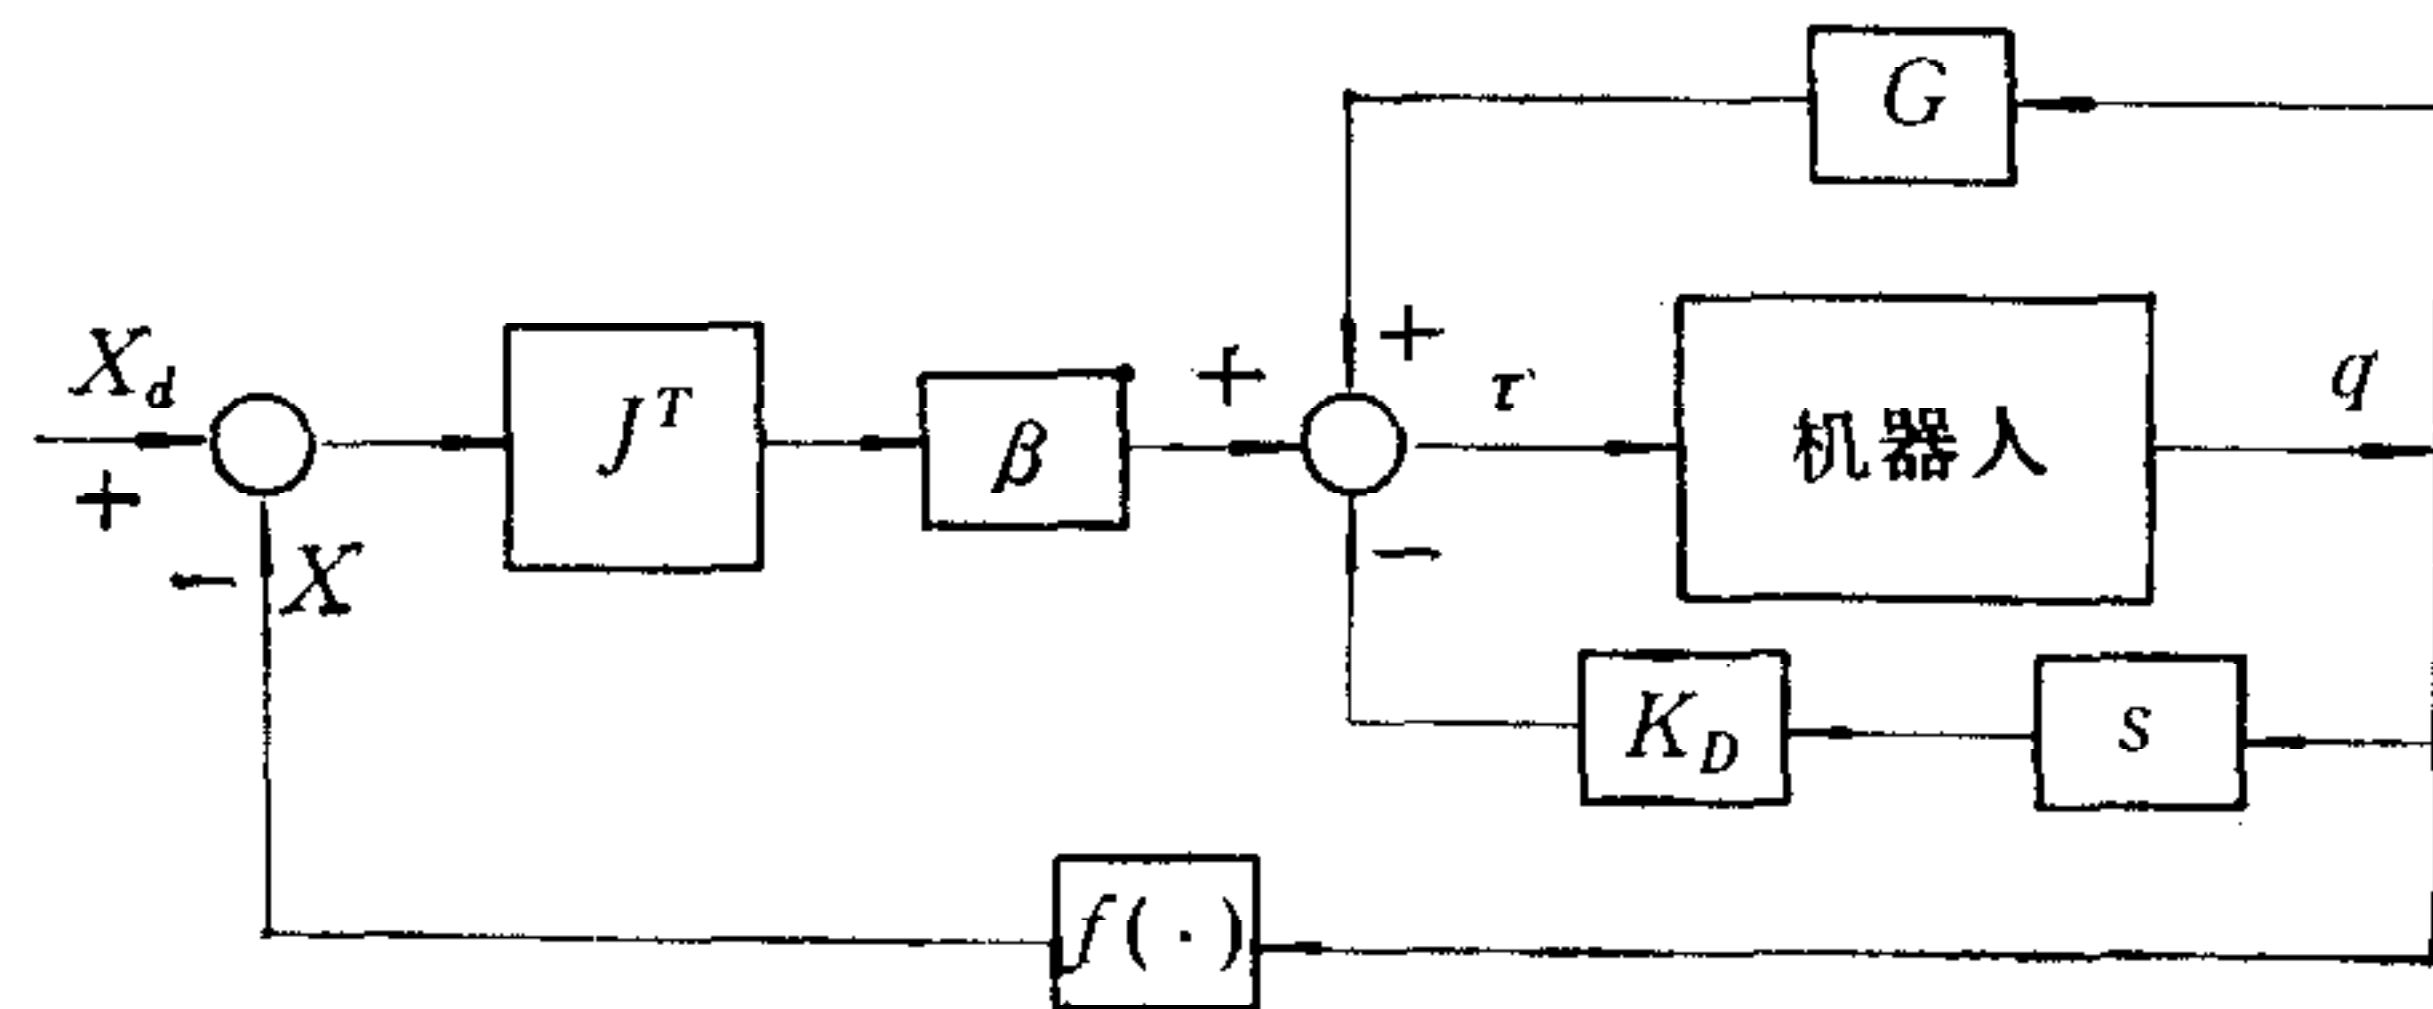 G
X_d
+
−
X
J^T
β
+
+
−
τ
机器人
q
K_D
s
f(·)